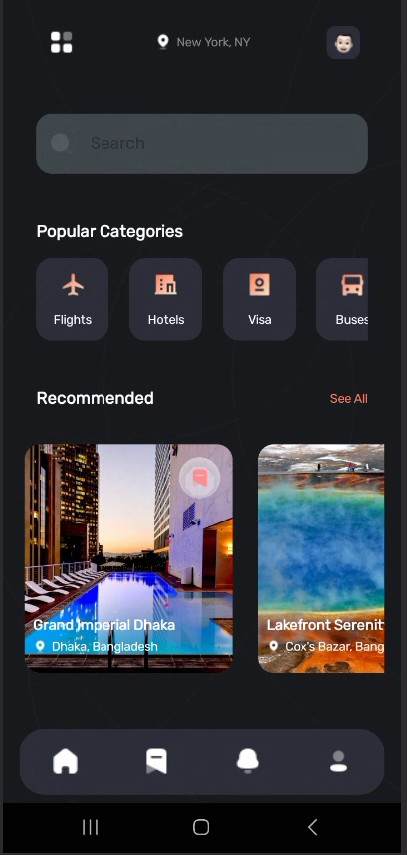 New York, NY
Search
Popular Categories
Flights
Hotels
Visa
Buses
Recommended
See All
Grand Imperial Dhaka
Dhaka, Bangladesh
Lakefront Serenit
Cox's Bazar, Bang